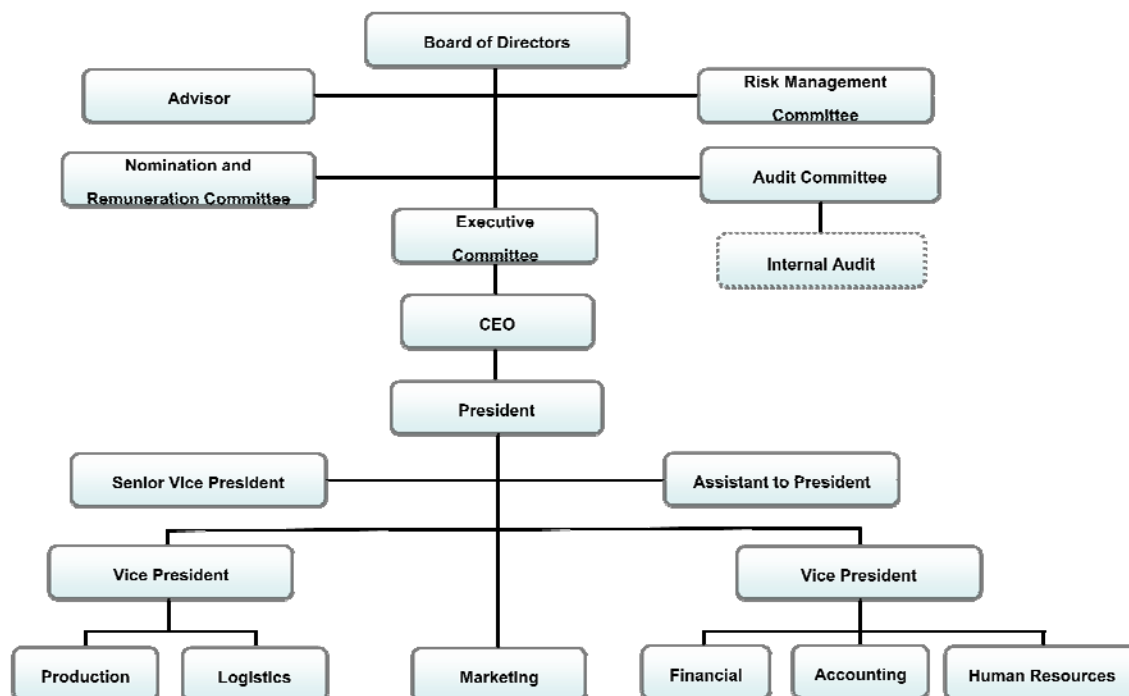 Board of Directors
Advisor
Risk Management
Committee
Nomination and
Remuneration Committee
Audit Committee
Executive
Committee
Internal Audit
CEO
President
Senior Vice President
Assistant to President
Vice President
Vice President
Production
Logistics
Marketing
Financial
Accounting
Human Resources